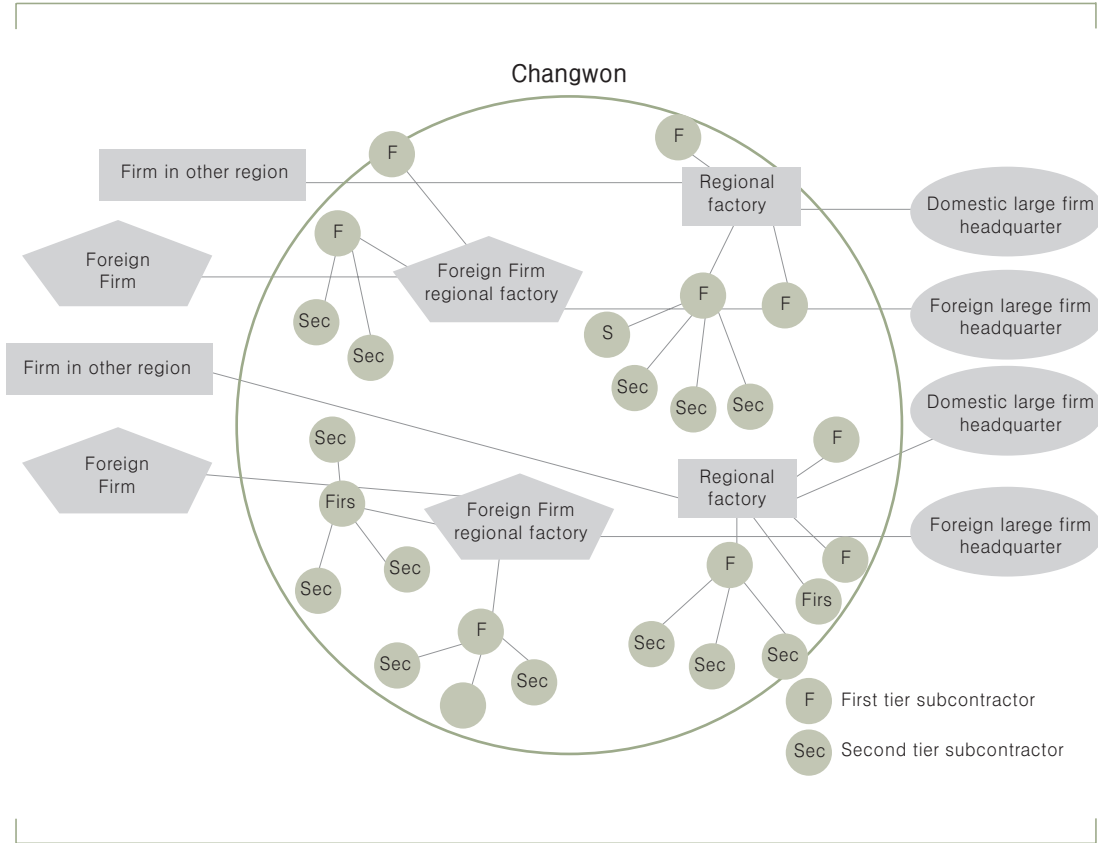 Changwon
F
F
Firm in other region
Regional
factory
Domestic large firm
headquarter
F
Foreign
Firm
Foreign Firm
regional factory
F
F
Foreign larege firm
headquarter
Sec
S
Sec
Firm in other region
Sec
Sec
Sec
Domestic large firm
headquarter
Sec
F
Foreign
Firm
Regional
factory
Firs
Foreign Firm
regional factory
Foreign larege firm
headquarter
Sec
Sec
F
F
Firs
F
Sec
Sec
Sec
Sec
Sec
Sec
F First tier subcontractor
Sec Second tier subcontractor